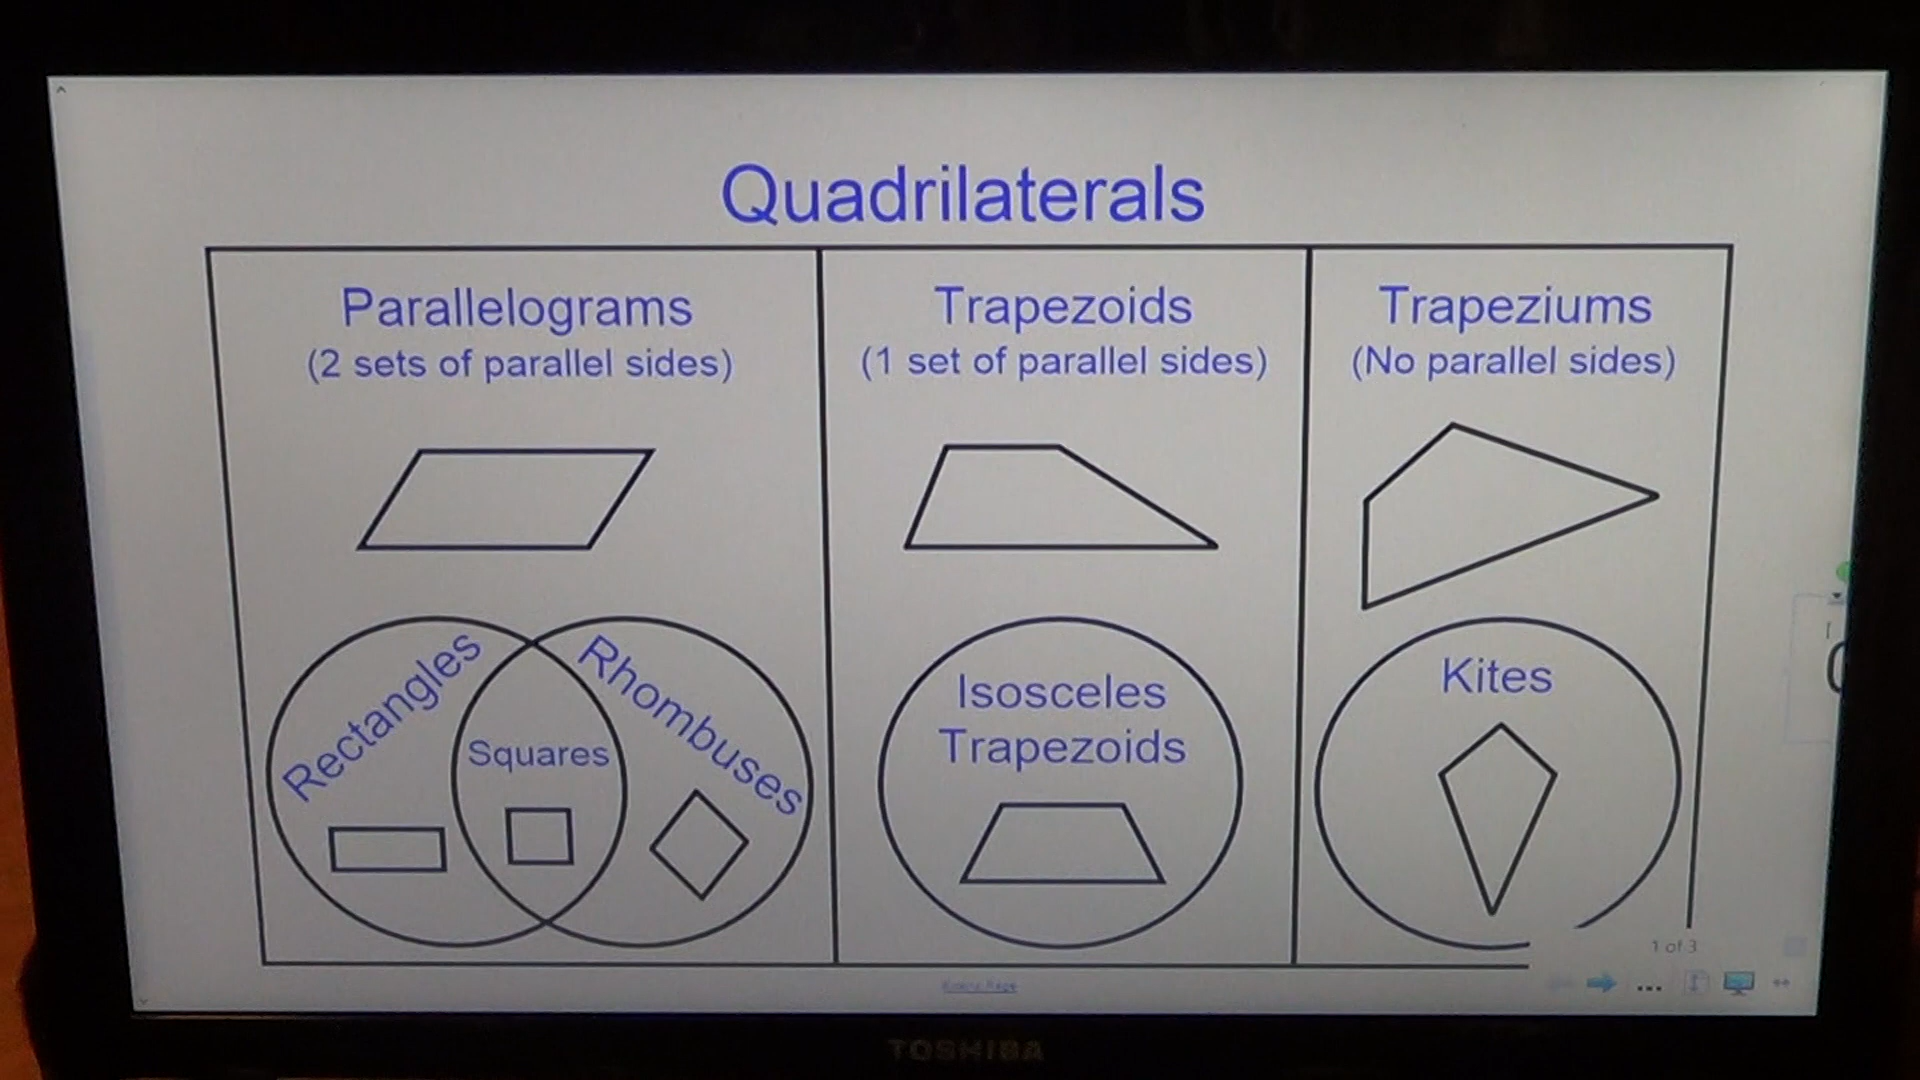 Quadrilaterals
Parallelograms
(2 sets of parallel sides)
Trapezoids
(1 set of parallel sides)
Trapeziums
(No parallel sides)
Rectangles
Squares
Rhombuses
Isosceles
Trapezoids
Kites
1 of 3
TOSHIBA